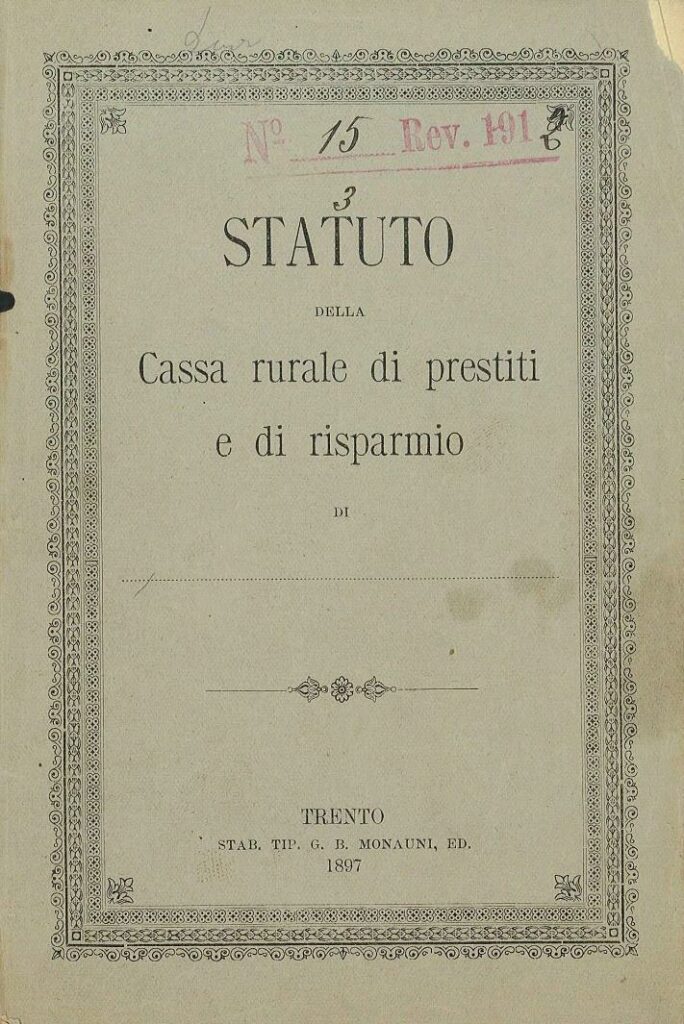 Nº 15 Rev. 191
3
STATUTO
DELLA
Cassa rurale di prestiti
e di risparmio
DI
TRENTO
STAB. TIP. G. B. MONAUNI, ED.
1897